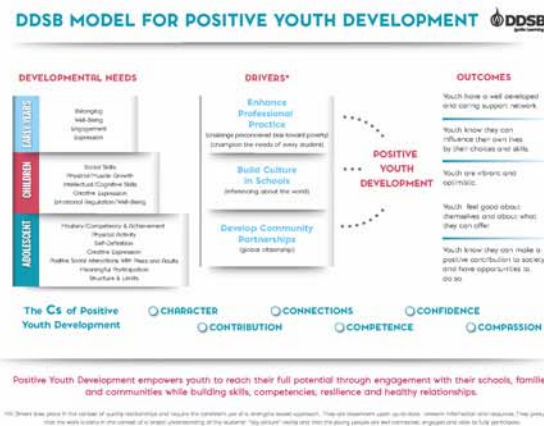 DDSB MODEL FOR POSITIVE YOUTH DEVELOPMENT
DDSB
Ignite Learning
DEVELOPMENTAL NEEDS
EARLY YEARS
Belonging
Well-Being
Engagement
Expression
CHILDREN
Social Skills
Physical/Muscle Growth
Intellectual/Cognitive Skills
Creative Expression
Emotional Regulation/Well-Being
ADOLESCENT
Mastery/Competency & Achievement
Physical Activity
Self-Definition
Creative Expression
Positive Social Interactions With Peers and Adults
Meaningful Participation
Structure & Limits
DRIVERS*
Enhance
Professional
Practice
(challenge preconceived bias toward poverty)
(champion the needs of every student)
Build Culture
in Schools
(inferencing about the world)
Develop Community
Partnerships
(global citizenship)
POSITIVE
YOUTH
DEVELOPMENT
OUTCOMES
Youth have a well developed
and caring support network.
Youth know they can
influence their own lives
by their choices and skills.
Youth are vibrant and
optimistic.
Youth feel good about
themselves and about what
they can offer.
Youth know they can make a
positive contribution to society
and have opportunities to
do so
The Cs of Positive
Youth Development
CHARACTER
CONNECTIONS
CONFIDENCE
CONTRIBUTION
COMPETENCE
COMPASSION
Positive Youth Development empowers youth to reach their full potential through engagement with their schools, familie
and communities while building skills, competencies, resilience and healthy relationships.